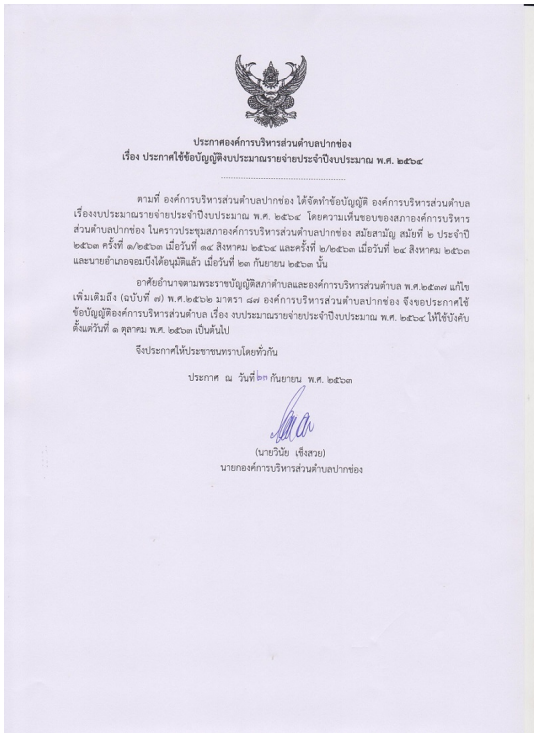 ประกาศองค์การบริหารส่วนตำบลปากช่อง
เรื่อง ประกาศใช้ข้อบัญญัติงบประมาณรายจ่ายประจำปีงบประมาณ พ.ศ. ๒๕๖๔
ตามที่ องค์การบริหารส่วนตำบลปากช่อง ได้จัดทำข้อบัญญัติ องค์การบริหารส่วนตำบล
เรื่องงบประมาณรายจ่ายประจำปีงบประมาณ พ.ศ. ๒๕๖๔ โดยความเห็นชอบของสภาองค์การบริหาร
ส่วนตำบลปากช่อง ในคราวประชุมสภาองค์การบริหารส่วนตำบลปากช่อง สมัยสามัญ สมัยที่ ๒ ประจำปี
๒๕๖๓ ครั้งที่ ๑/๒๕๖๓ เมื่อวันที่ ๑๔ สิงหาคม ๒๕๖๔ และครั้งที่ ๒/๒๕๖๓ เมื่อวันที่ ๒๔ สิงหาคม ๒๕๖๓
และนายอำเภอจอมบึงได้อนุมัติแล้ว เมื่อวันที่ ๒๓ กันยายน ๒๕๖๓ นั้น
อาศัยอำนาจตามพระราชบัญญัติสภาตำบลและองค์การบริหารส่วนตำบล พ.ศ.๒๕๓๗ แก้ไข
เพิ่มเติมถึง (ฉบับที่ ๗) พ.ศ.๒๕๖๒ มาตรา ๘๗ องค์การบริหารส่วนตำบลปากช่อง จึงขอประกาศใช้
ข้อบัญญัติองค์การบริหารส่วนตำบล เรื่อง งบประมาณรายจ่ายประจำปีงบประมาณ พ.ศ. ๒๕๖๔ ให้ใช้บังคับ
ตั้งแต่วันที่ ๑ ตุลาคม พ.ศ. ๒๕๖๓ เป็นต้นไป
จึงประกาศให้ประชาชนทราบโดยทั่วกัน
ประกาศ ณ วันที่ ๒๓ กันยายน พ.ศ. ๒๕๖๓
(นายวินัย เซ็งสวย)
นายกองค์การบริหารส่วนตำบลปากช่อง